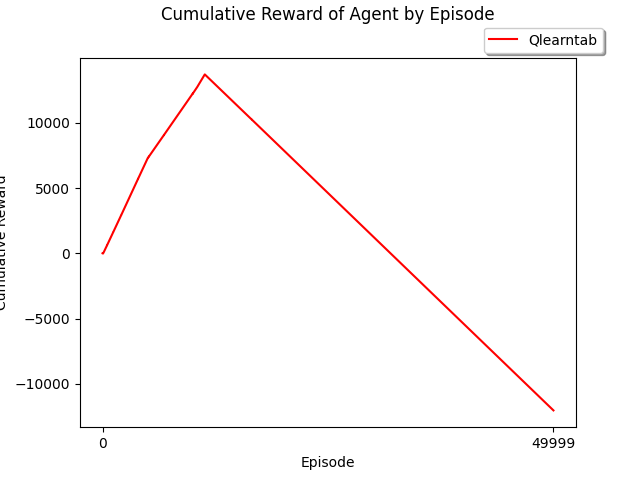 Cumulative Reward of Agent by Episode
Qlearntab
10000
5000
0
−5000
−10000
Cumulative Reward
0
49999
Episode